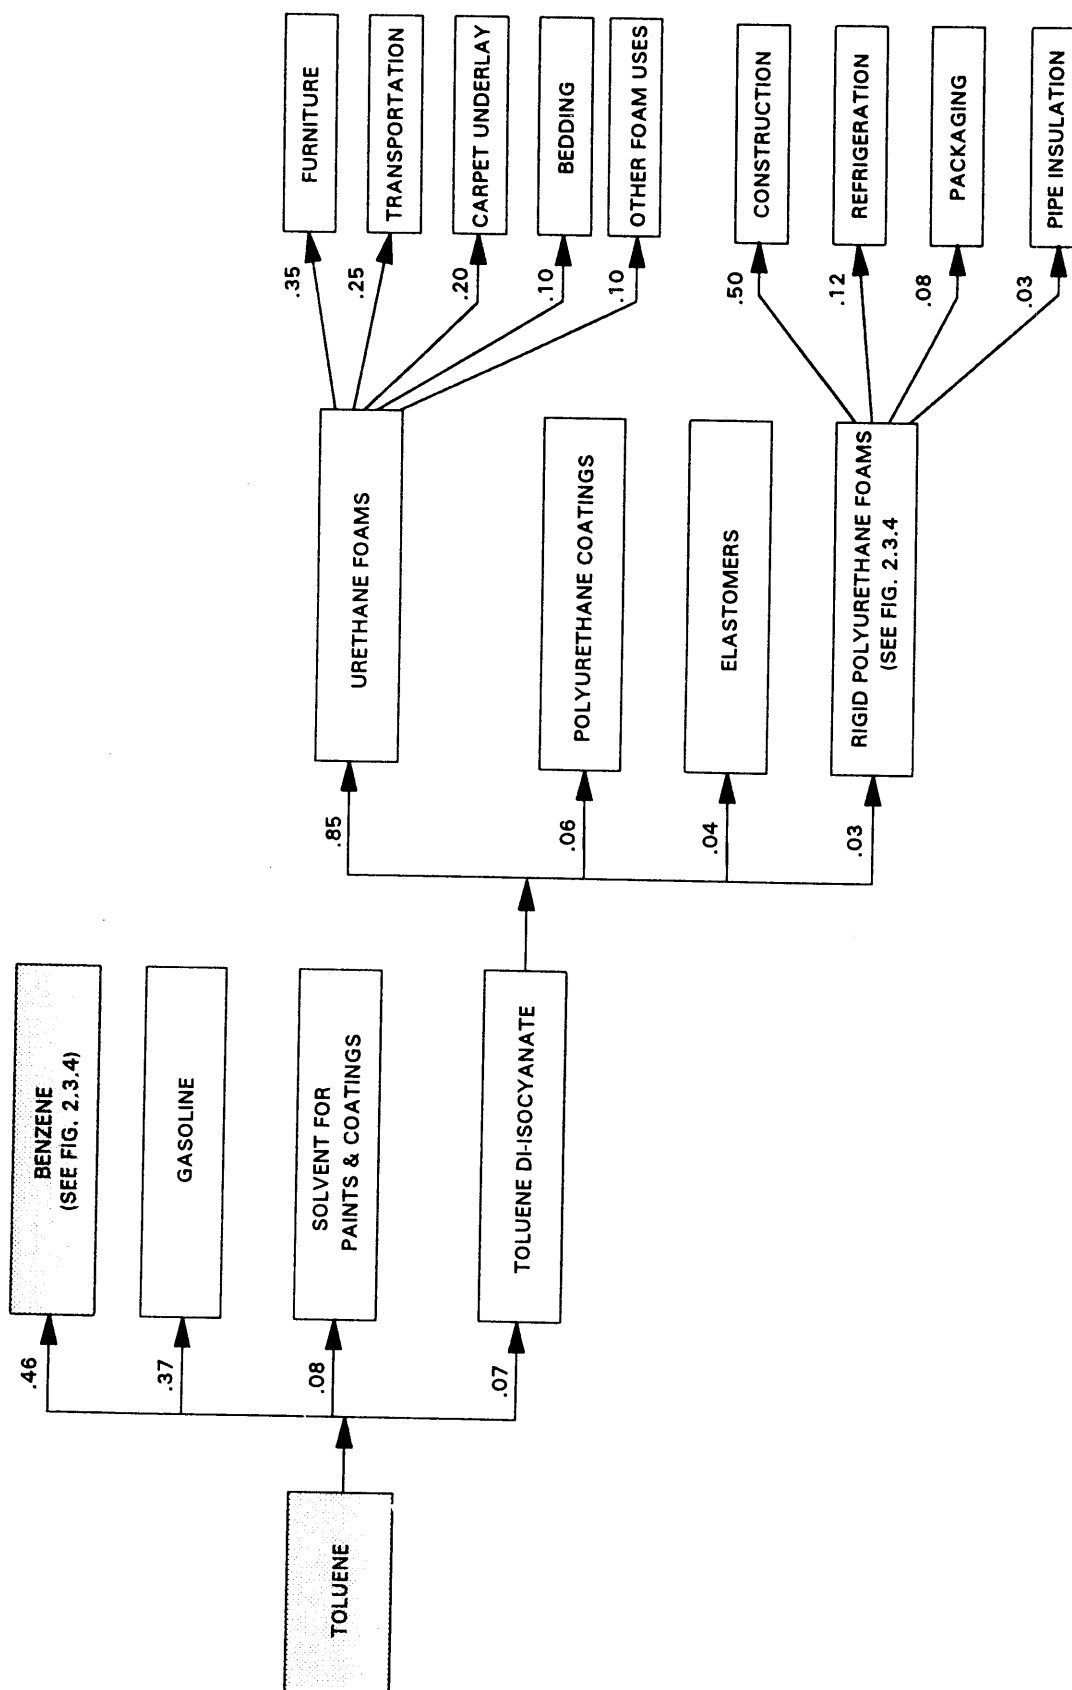 TOLUENE
.46
BENZENE
(SEE FIG. 2.3.4)
.37
GASOLINE
.08
SOLVENT FOR
PAINTS & COATINGS
.07
TOLUENE DI-ISOCYANATE
.85
URETHANE FOAMS
.06
POLYURETHANE COATINGS
.04
ELASTOMERS
.03
RIGID POLYURETHANE FOAMS
(SEE FIG. 2.3.4
.35
FURNITURE
.25
TRANSPORTATION
.20
CARPET UNDERLAY
.10
BEDDING
.10
OTHER FOAM USES
.50
CONSTRUCTION
.12
REFRIGERATION
.08
PACKAGING
.03
PIPE INSULATION